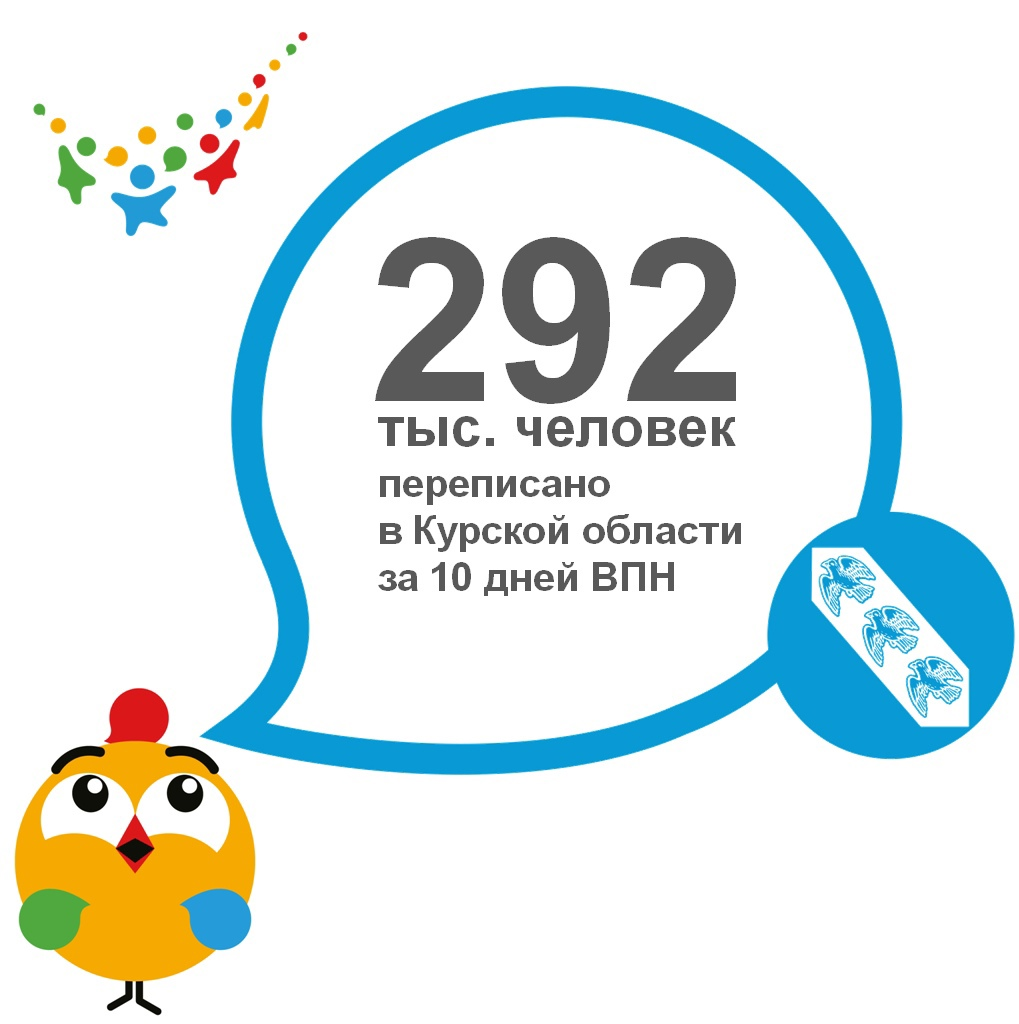 292
тыс. человек
переписано
в Курской области
за 10 дней ВПН